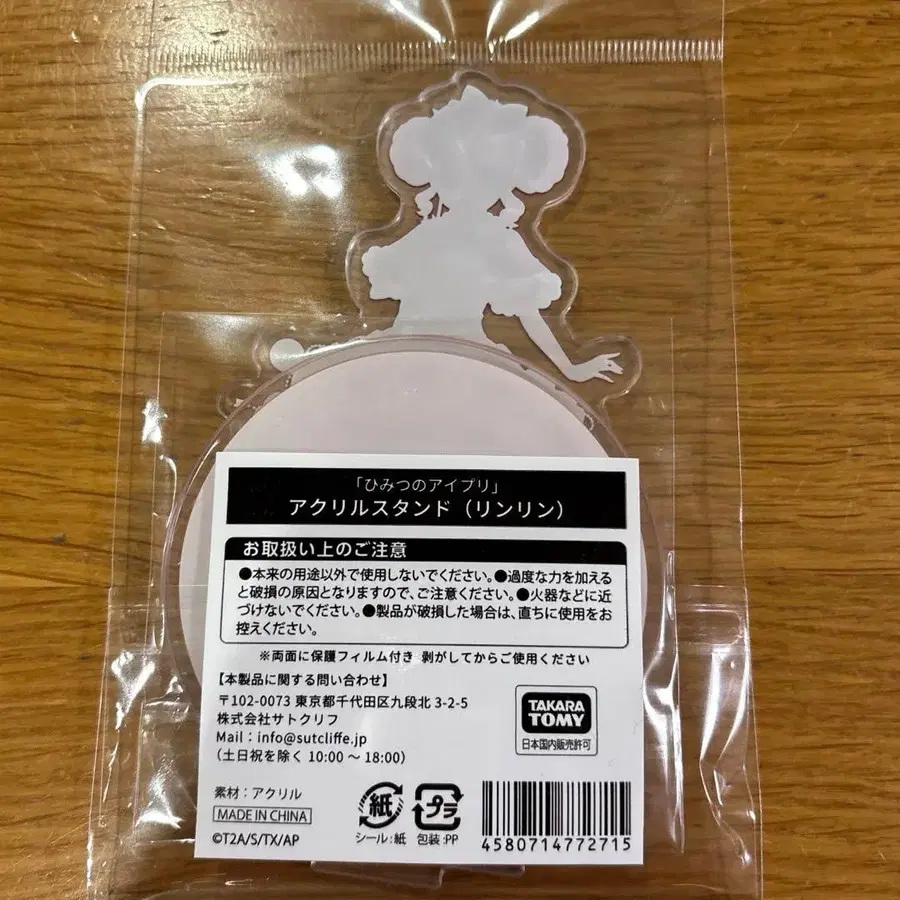 「ひみつのアイプリ」
アクリルスタンド（リンリン）
お取扱い上のご注意
●本来の用途以外で使用しないでください。●過度な力を加える
と破損の原因となりますので、ご注意ください。●火器などに近
づけないでください。●製品が破損した場合は、直ちに使用をお
控えください。
※両面に保護フィルム付き 剥がしてからご使用ください
【本製品に関する問い合わせ】
〒102-0073 東京都千代田区九段北 3-2-5
株式会社サトクリフ
Mail：info@sutcliffe.jp
（土日祝を除く 10:00 ～ 18:00）
TAKARA
TOMY
日本国内販売許可
素材：アクリル
MADE IN CHINA
©T2A/S/TX/AP
紙
シール：紙
プラ
包装：PP
4580714772715